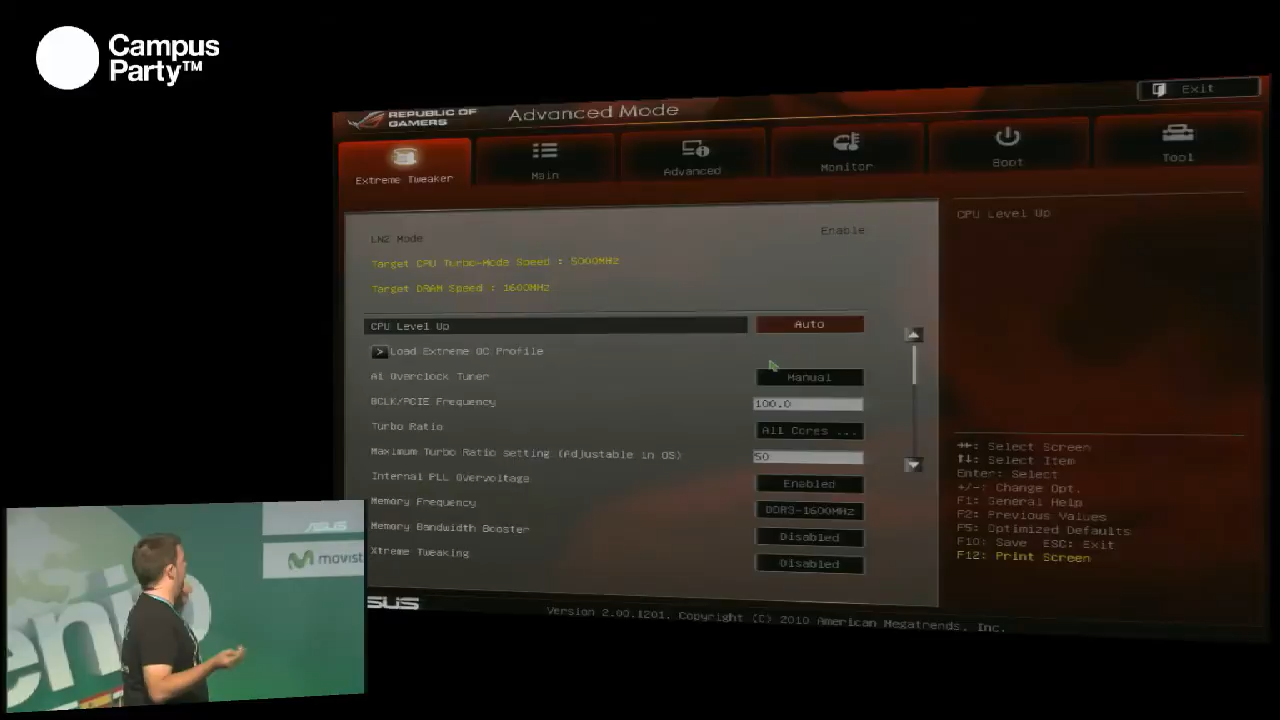 Campus
Party™
REPUBLIC OF
GAMERS
Advanced Mode
Exit
Extreme Tweaker
Main
Advanced
Monitor
Boot
Tool
LN2 Mode
Enable
Target CPU Turbo-Mode Speed : 5000MHz
Target DRAM Speed : 1600MHz
CPU Level Up
Auto
> Load Extreme OC Profile
Ai Overclock Tuner
Manual
BCLK/PCIE Frequency
100.0
Turbo Ratio
All Cores ...
Maximum Turbo Ratio setting (Adjustable in OS)
50
Internal PLL Overvoltage
Enabled
Memory Frequency
DDR3-1600MHz
Memory Bandwidth Booster
Disabled
Xtreme Tweaking
Disabled
CPU Level Up
→←: Select Screen
↑↓: Select Item
Enter: Select
+/-: Change Opt.
F1: General Help
F2: Previous Values
F5: Optimized Defaults
F10: Save ESC: Exit
F12: Print Screen
SUS
Version 2.00.1201. Copyright (C) 2010 American Megatrends, Inc.
ASUS
movist
enio